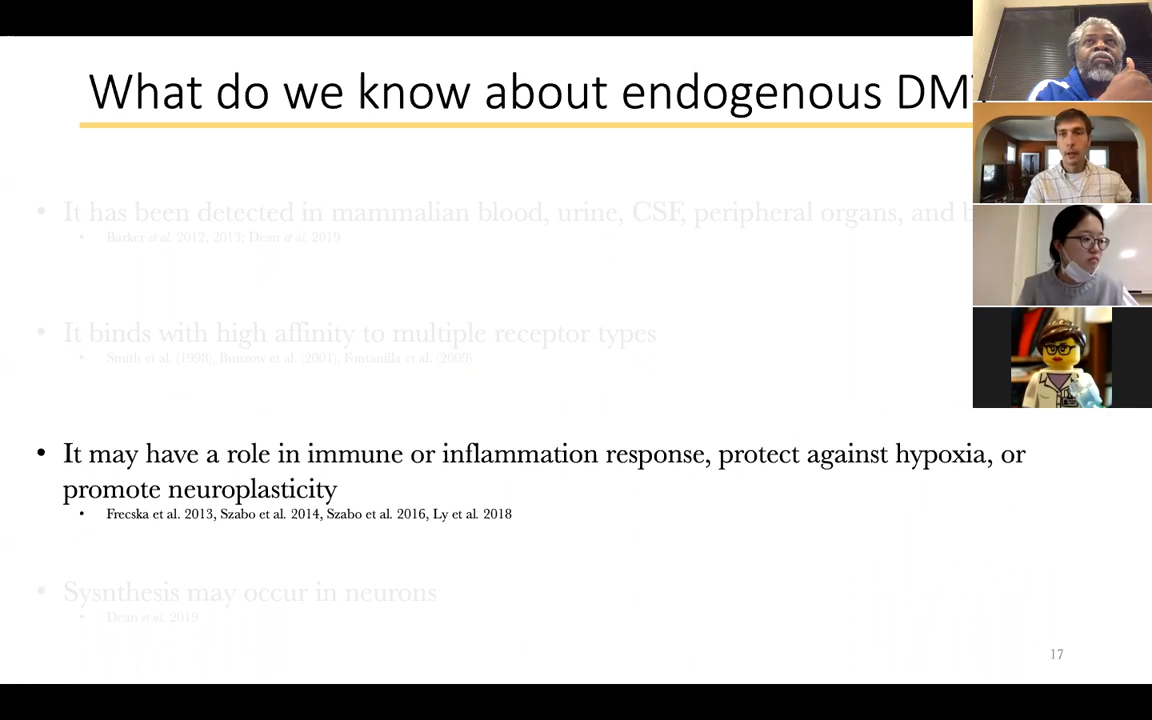 What do we know about endogenous DMT
• It has been detected in mammalian blood, urine, CSF, peripheral organs, and
• Barker et al. 2012, 2013; Dean et al. 2019
• It binds with high affinity to multiple receptor types
• Smith et al. (1998), Bunzow et al. (2001), Fontanilla et al. (2009)
• It may have a role in immune or inflammation response, protect against hypoxia, or
promote neuroplasticity
• Frecska et al. 2013, Szabo et al. 2014, Szabo et al. 2016, Ly et al. 2018
• Sysnthesis may occur in neurons
• Dean et al. 2019
17